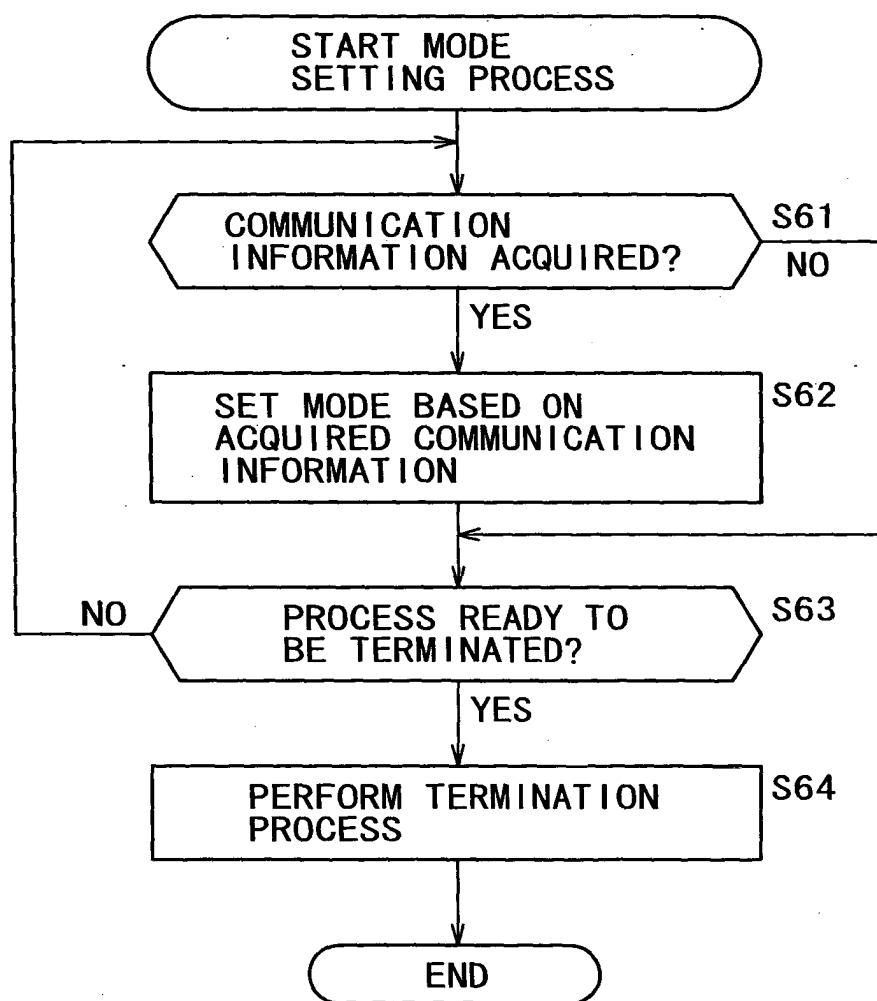 START MODE
SETTING PROCESS
COMMUNICATION
INFORMATION ACQUIRED?
S61
NO
YES
SET MODE BASED ON
ACQUIRED COMMUNICATION
INFORMATION
S62
NO
PROCESS READY TO
BE TERMINATED?
S63
YES
PERFORM TERMINATION
PROCESS
S64
END